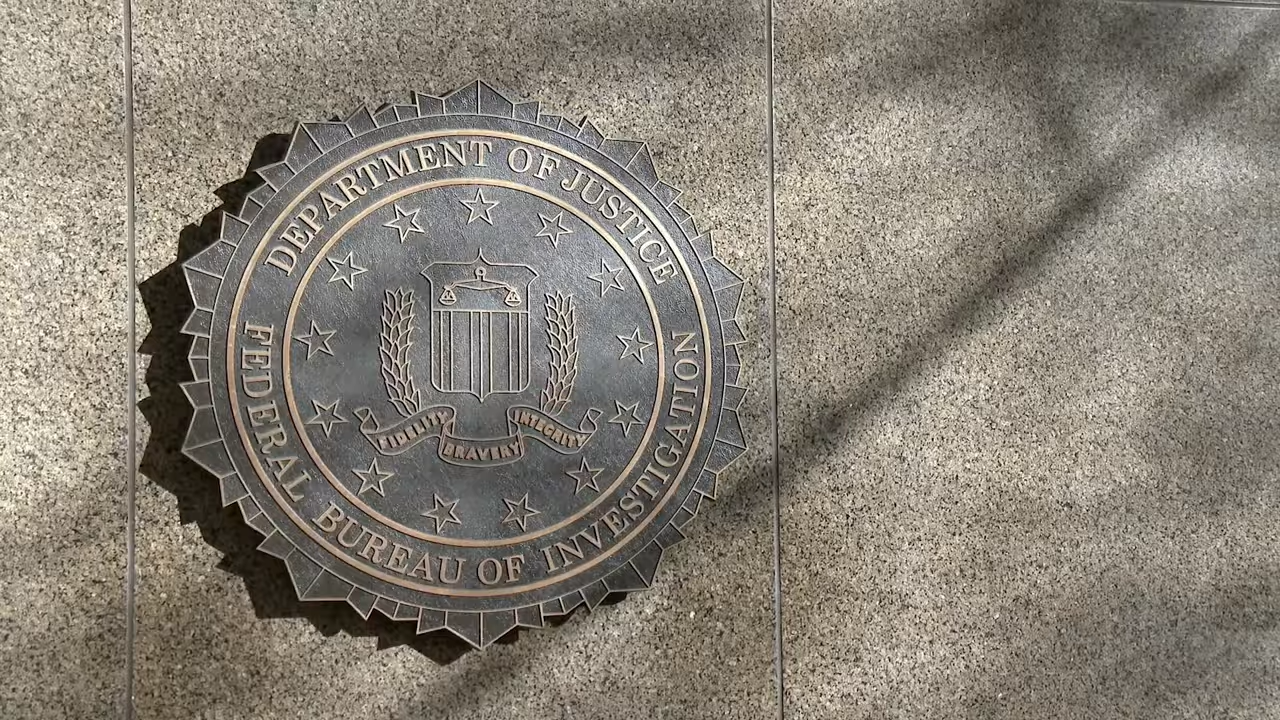 DEPARTMENT OF JUSTICE
FEDERAL BUREAU OF INVESTIGATION
FIDELITY
BRAVERY
INTEGRITY